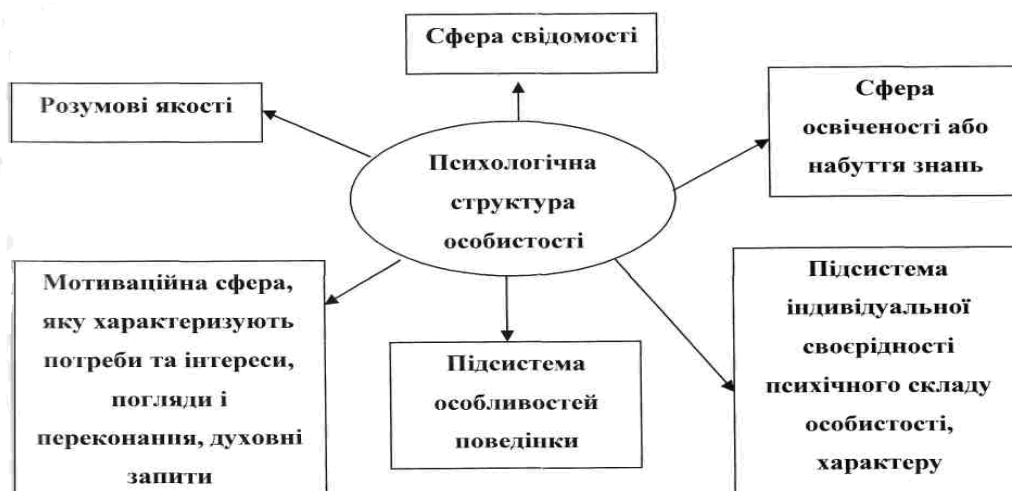 Сфера свідомості
Розумові якості
Сфера
освіченості або
набуття знань
Психологічна
структура
особистості
Мотиваційна сфера,
яку характеризують
потреби та інтереси,
погляди і
переконання, духовні
запити
Підсистема
особливостей
поведінки
Підсистема
індивідуальної
своєрідності
психічного складу
особистості,
характеру